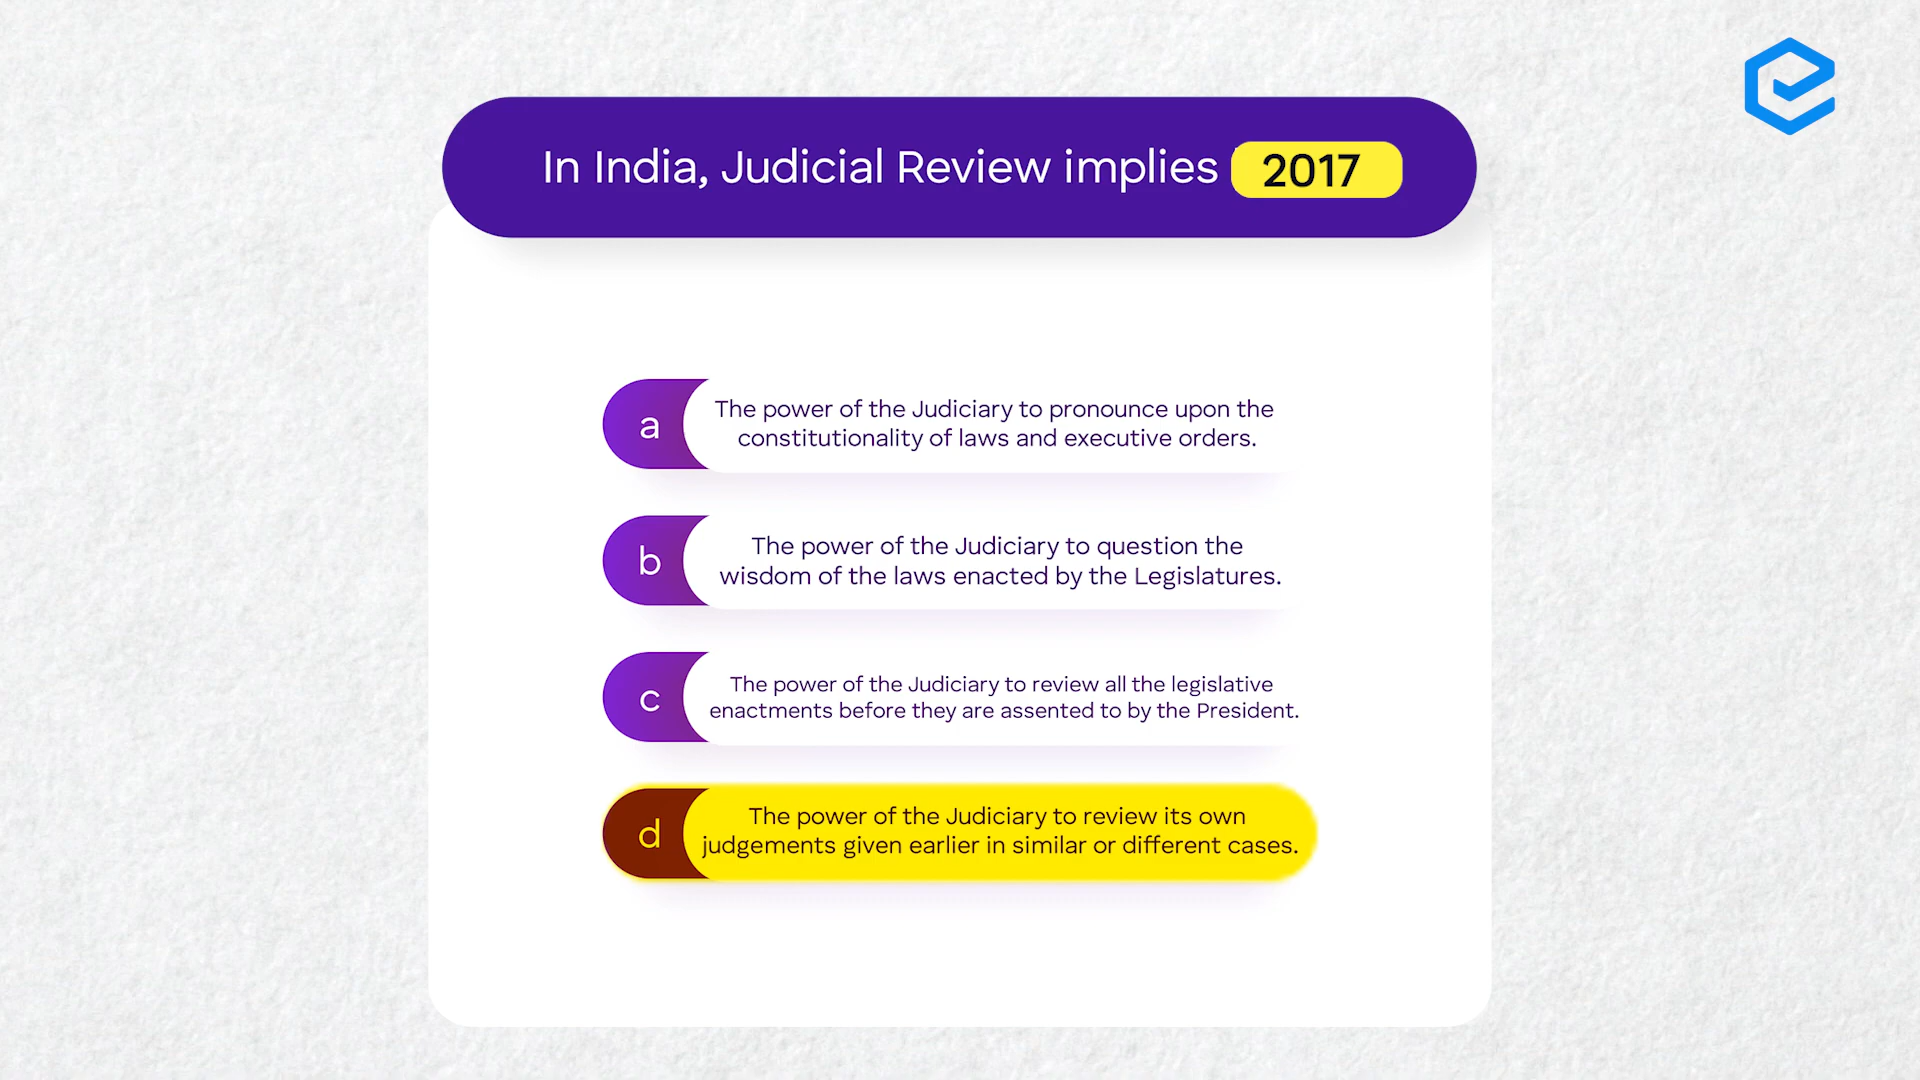 In India, Judicial Review implies 2017
a
The power of the Judiciary to pronounce upon the
constitutionality of laws and executive orders.
b
The power of the Judiciary to question the
wisdom of the laws enacted by the Legislatures.
c
The power of the Judiciary to review all the legislative
enactments before they are assented to by the President.
d
The power of the Judiciary to review its own
judgements given earlier in similar or different cases.